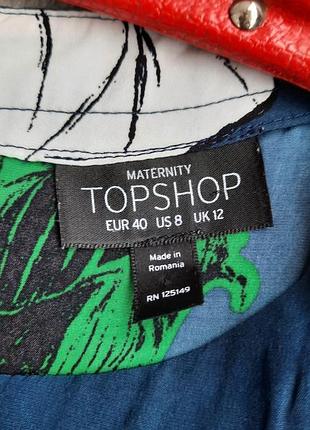 MATERNITY
TOPSHOP
EUR 40 US 8 UK 12
Made in
Romania
RN 125149